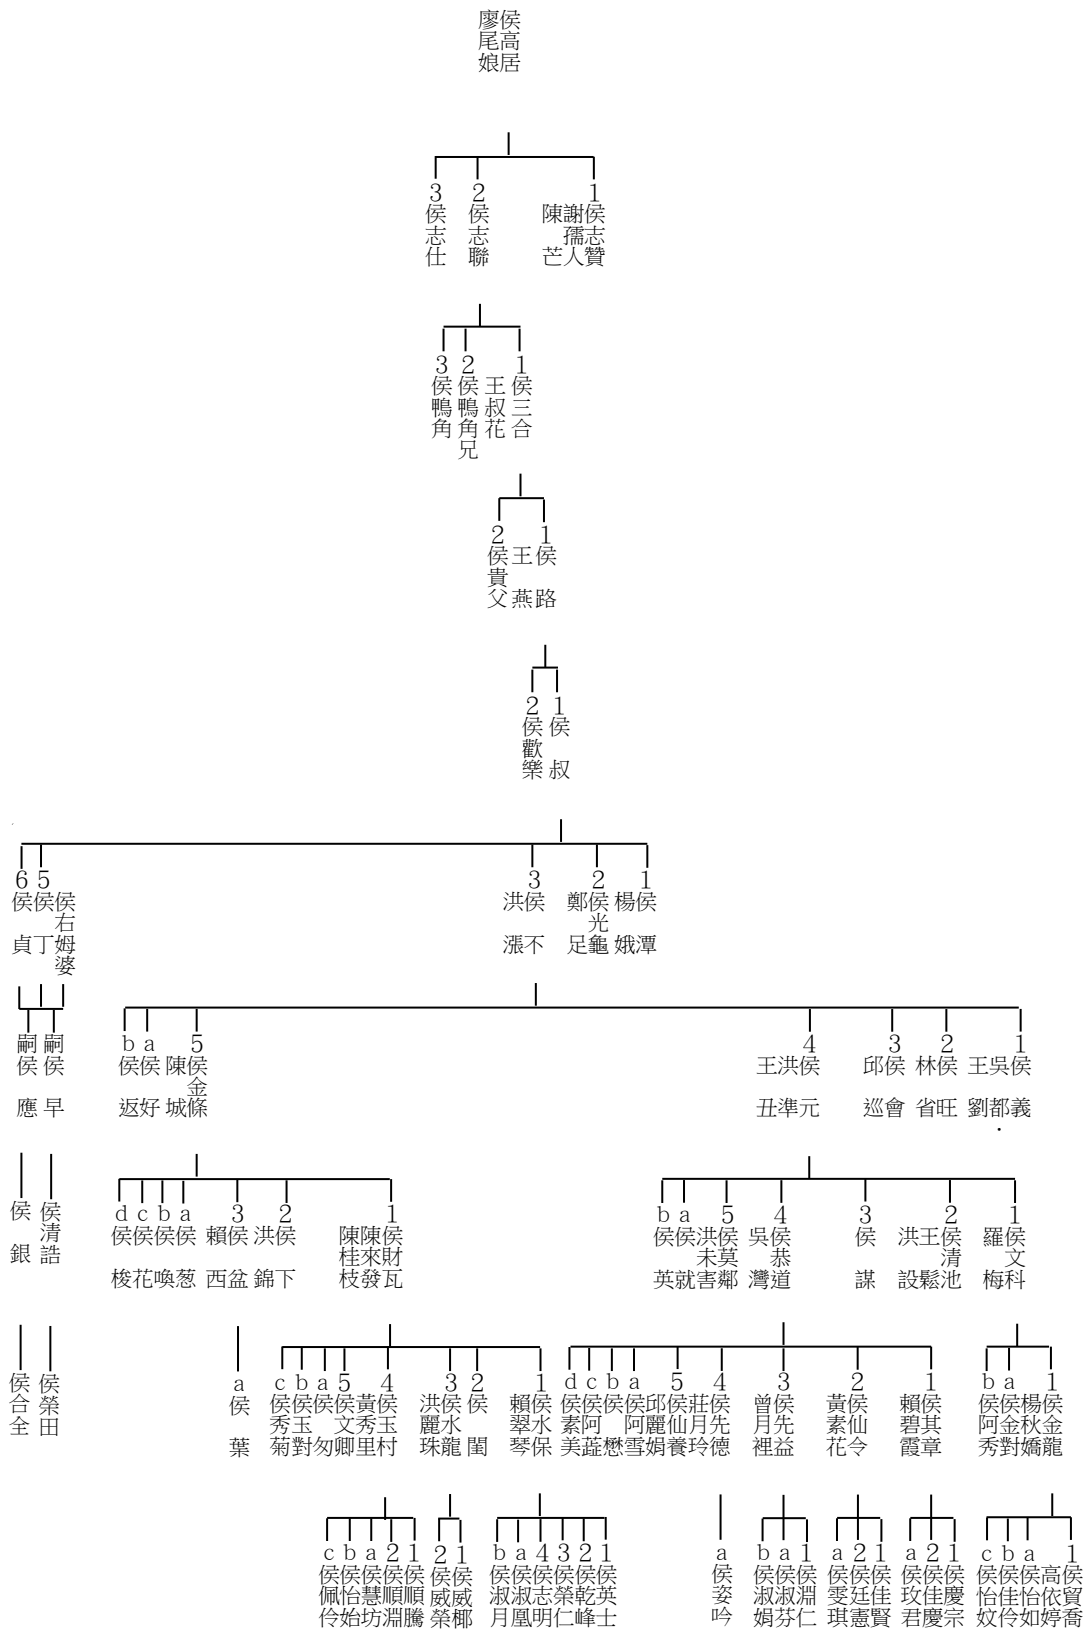 侯高居
廖尾娘
1
侯志贊
謝孺人
陳芒
2
侯志聯
3
侯志仕
1
侯三合
王叔花
2
侯鴨角兄
3
侯鴨角
1
侯路
王燕
2
侯貴父
1
侯叔
2
侯歡樂
1
侯潭
楊娥
2
侯光龜
鄭足
3
侯不
洪漲
侯右姆婆
5
侯丁
6
侯貞
1
侯義
吳都
王劉
2
侯旺
林省
3
侯會
邱巡
4
侯元
洪準
王丑
5
侯金條
陳城
a
侯好
b
侯返
嗣侯早
嗣侯應
1
侯文科
羅梅
2
侯清池
王鬆
洪設
3
侯謀
4
侯恭道
吳灣
5
侯莫鄰
洪未害
a
侯就
b
侯英
1
侯財瓦
陳來發
陳桂枝
2
侯下
洪錦
3
侯盆
賴西
a
侯葱
b
侯喚
c
侯花
d
侯梭
侯清誥
侯銀
1
侯金龍
楊秋嬌
a
侯金對
b
侯阿秀
1
侯其章
賴碧霞
2
侯仙令
黃素花
3
侯先益
曾月裡
4
侯先德
莊月玲
5
侯仙養
邱麗娟
a
侯阿雪
b
侯懋
c
侯阿蓏
d
侯素美
1
侯水保
賴翠琴
2
侯閨
3
侯水龍
洪麗珠
4
侯玉村
黃秀里
5
侯文卿
a
侯匆
b
侯玉對
c
侯秀菊
a
侯葉
侯榮田
侯合全
1
侯貿喬
高依婷
a
侯怡如
b
侯佳伶
c
侯怡妏
1
侯慶宗
2
侯佳慶
a
侯玫君
1
侯佳賢
2
侯廷憲
a
侯雯琪
1
侯淵仁
a
侯淑芬
b
侯淑娟
a
侯姿吟
1
侯英士
2
侯乾峰
3
侯榮仁
4
侯志明
a
侯淑凰
b
侯淑月
1
侯威椰
2
侯威榮
1
侯順騰
2
侯順淵
a
侯慧坊
b
侯怡始
c
侯佩伶